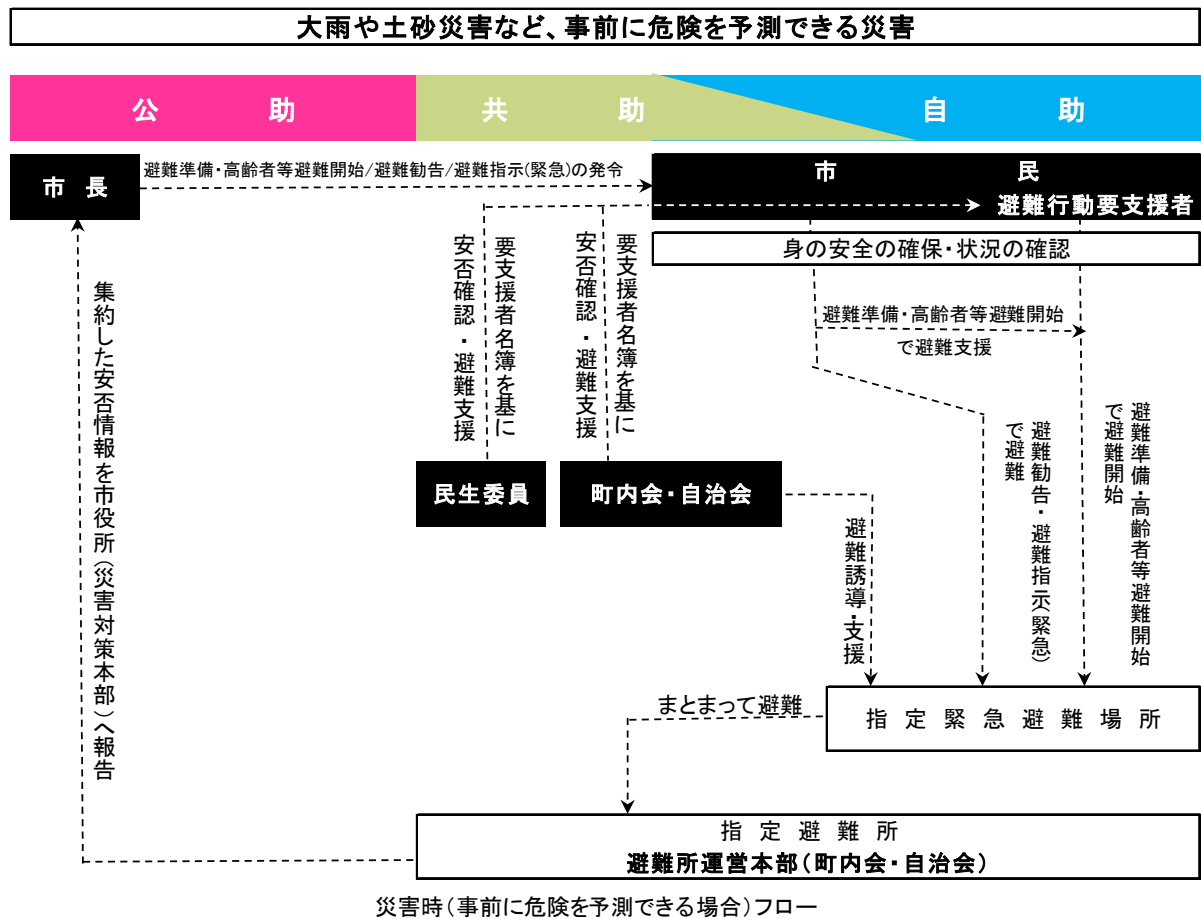 大雨や土砂災害など、事前に危険を予測できる災害
公　助
共　助
自　助
市 長
避難準備・高齢者等避難開始/避難勧告/避難指示(緊急)の発令
市　民
避難行動要支援者
身の安全の確保・状況の確認
要支援者名簿を基に
安否確認・避難支援
要支援者名簿を基に
安否確認・避難支援
避難準備・高齢者等避難開始
で避難支援
集約した安否情報を市役所(災害対策本部)へ報告
民生委員
町内会・自治会
避難誘導・支援
避難勧告・避難指示(緊急)
で避難
避難準備・高齢者等避難開始
で避難開始
指定緊急避難場所
まとまって避難
指定避難所
避難所運営本部(町内会・自治会)
災害時(事前に危険を予測できる場合)フロー